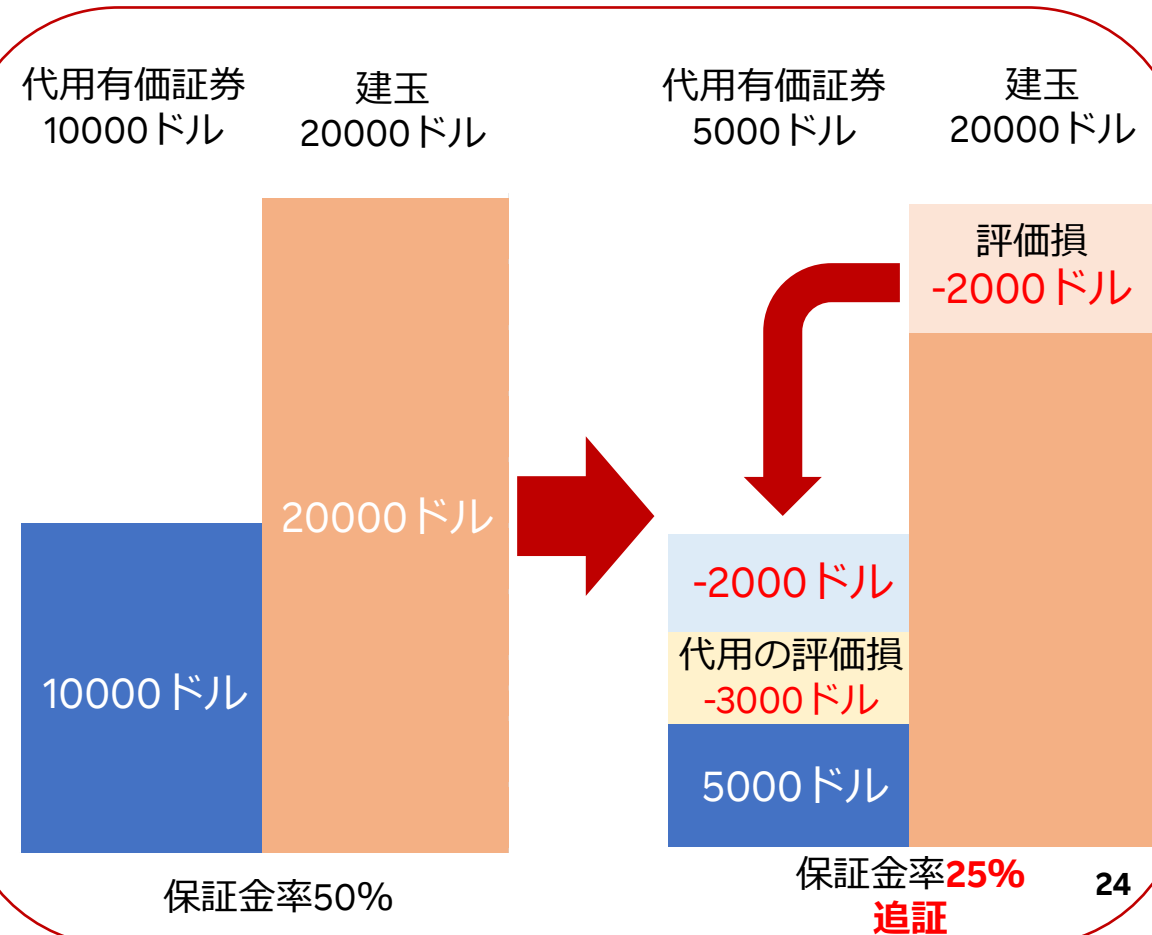 代用有価証券
10000ドル
建玉
20000ドル
20000ドル
10000ドル
保証金率50%
代用有価証券
5000ドル
建玉
20000ドル
評価損
-2000ドル
-2000ドル
代用の評価損
-3000ドル
5000ドル
保証金率25%
追証
24